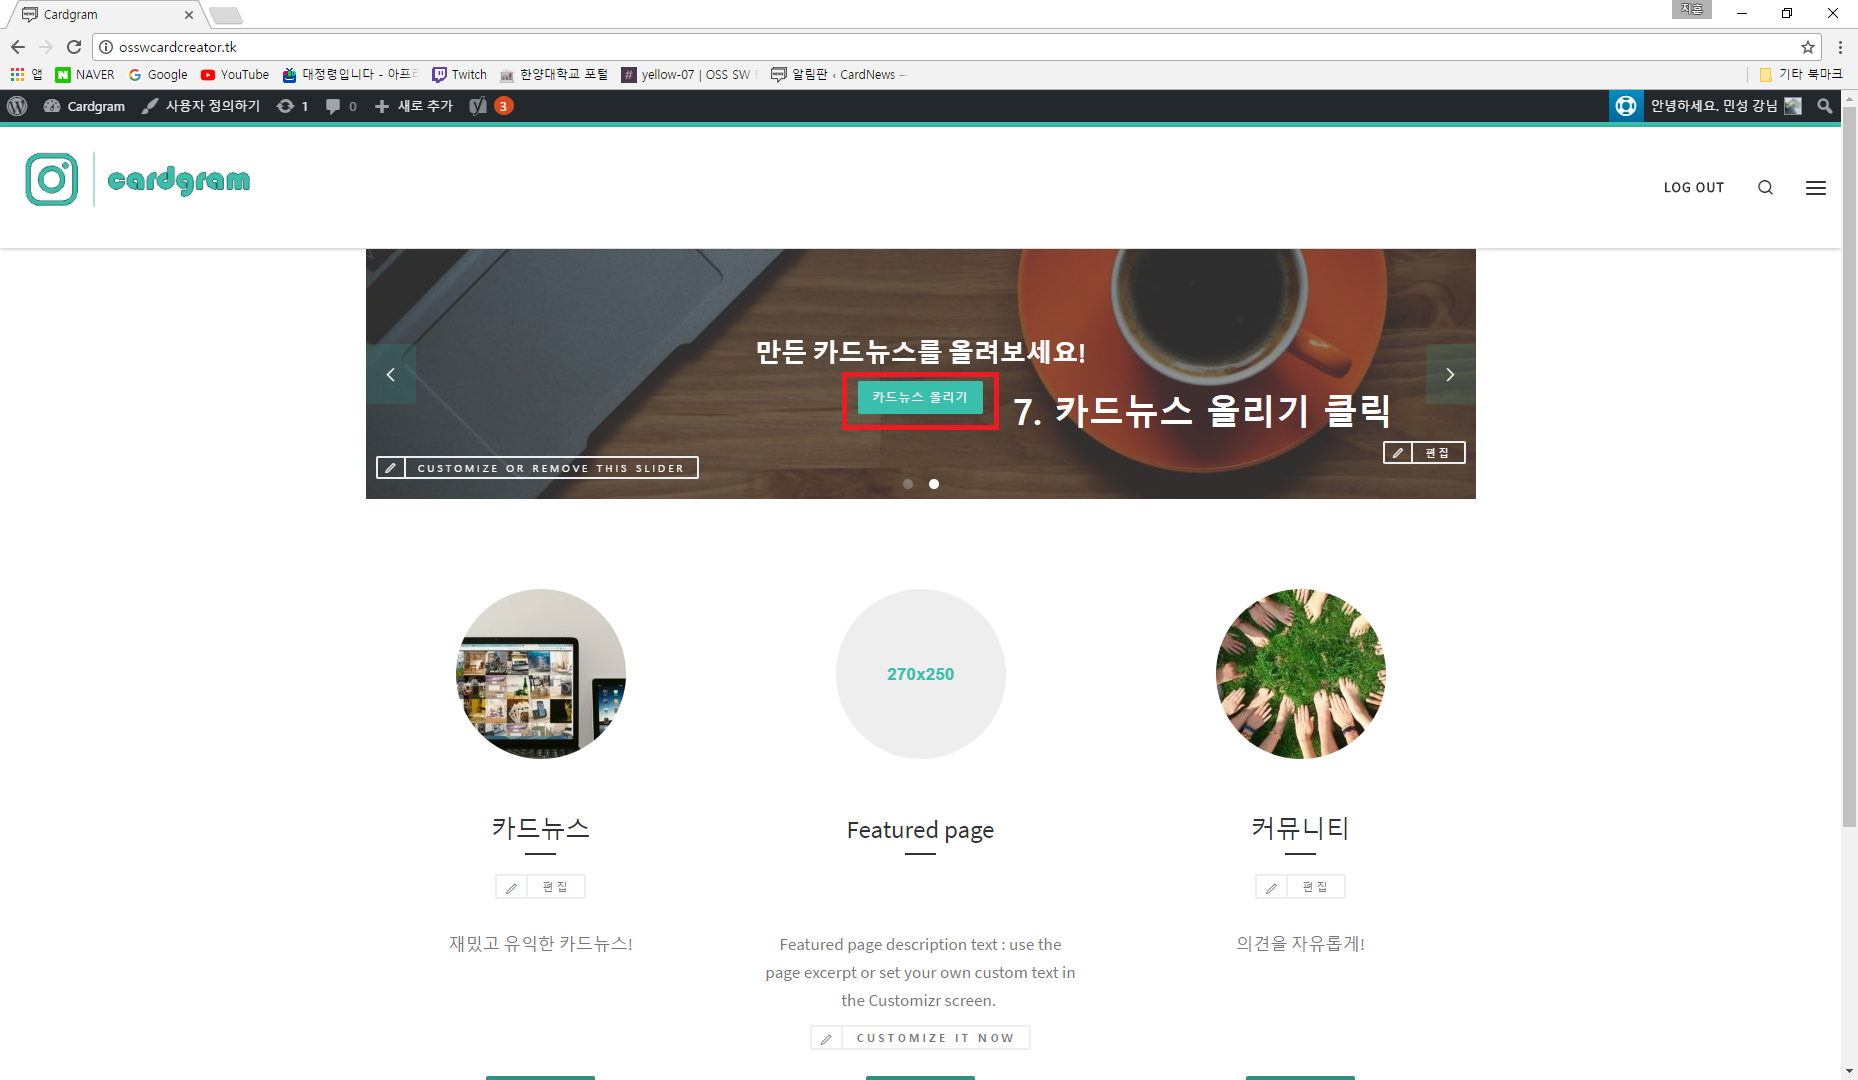 Cardgram
지흔
osswcardcreator.tk
앱 NAVER Google YouTube 대정령입니다 - 아프리 Twitch 한양대학교 포털 yellow-07 | OSS SW 알림판 ‹ CardNews – 기타 북마크
Cardgram 사용자 정의하기 1 0 새로 추가 3 안녕하세요. 민성 강님
cardgram
LOG OUT
만든 카드뉴스를 올려보세요!
카드뉴스 올리기
7. 카드뉴스 올리기 클릭
편집
CUSTOMIZE OR REMOVE THIS SLIDER
270x250
카드뉴스 Featured page 커뮤니티
편집 편집
재밌고 유익한 카드뉴스! Featured page description text : use the 의견을 자유롭게!
page excerpt or set your own custom text in
the Customizr screen.
CUSTOMIZE IT NOW